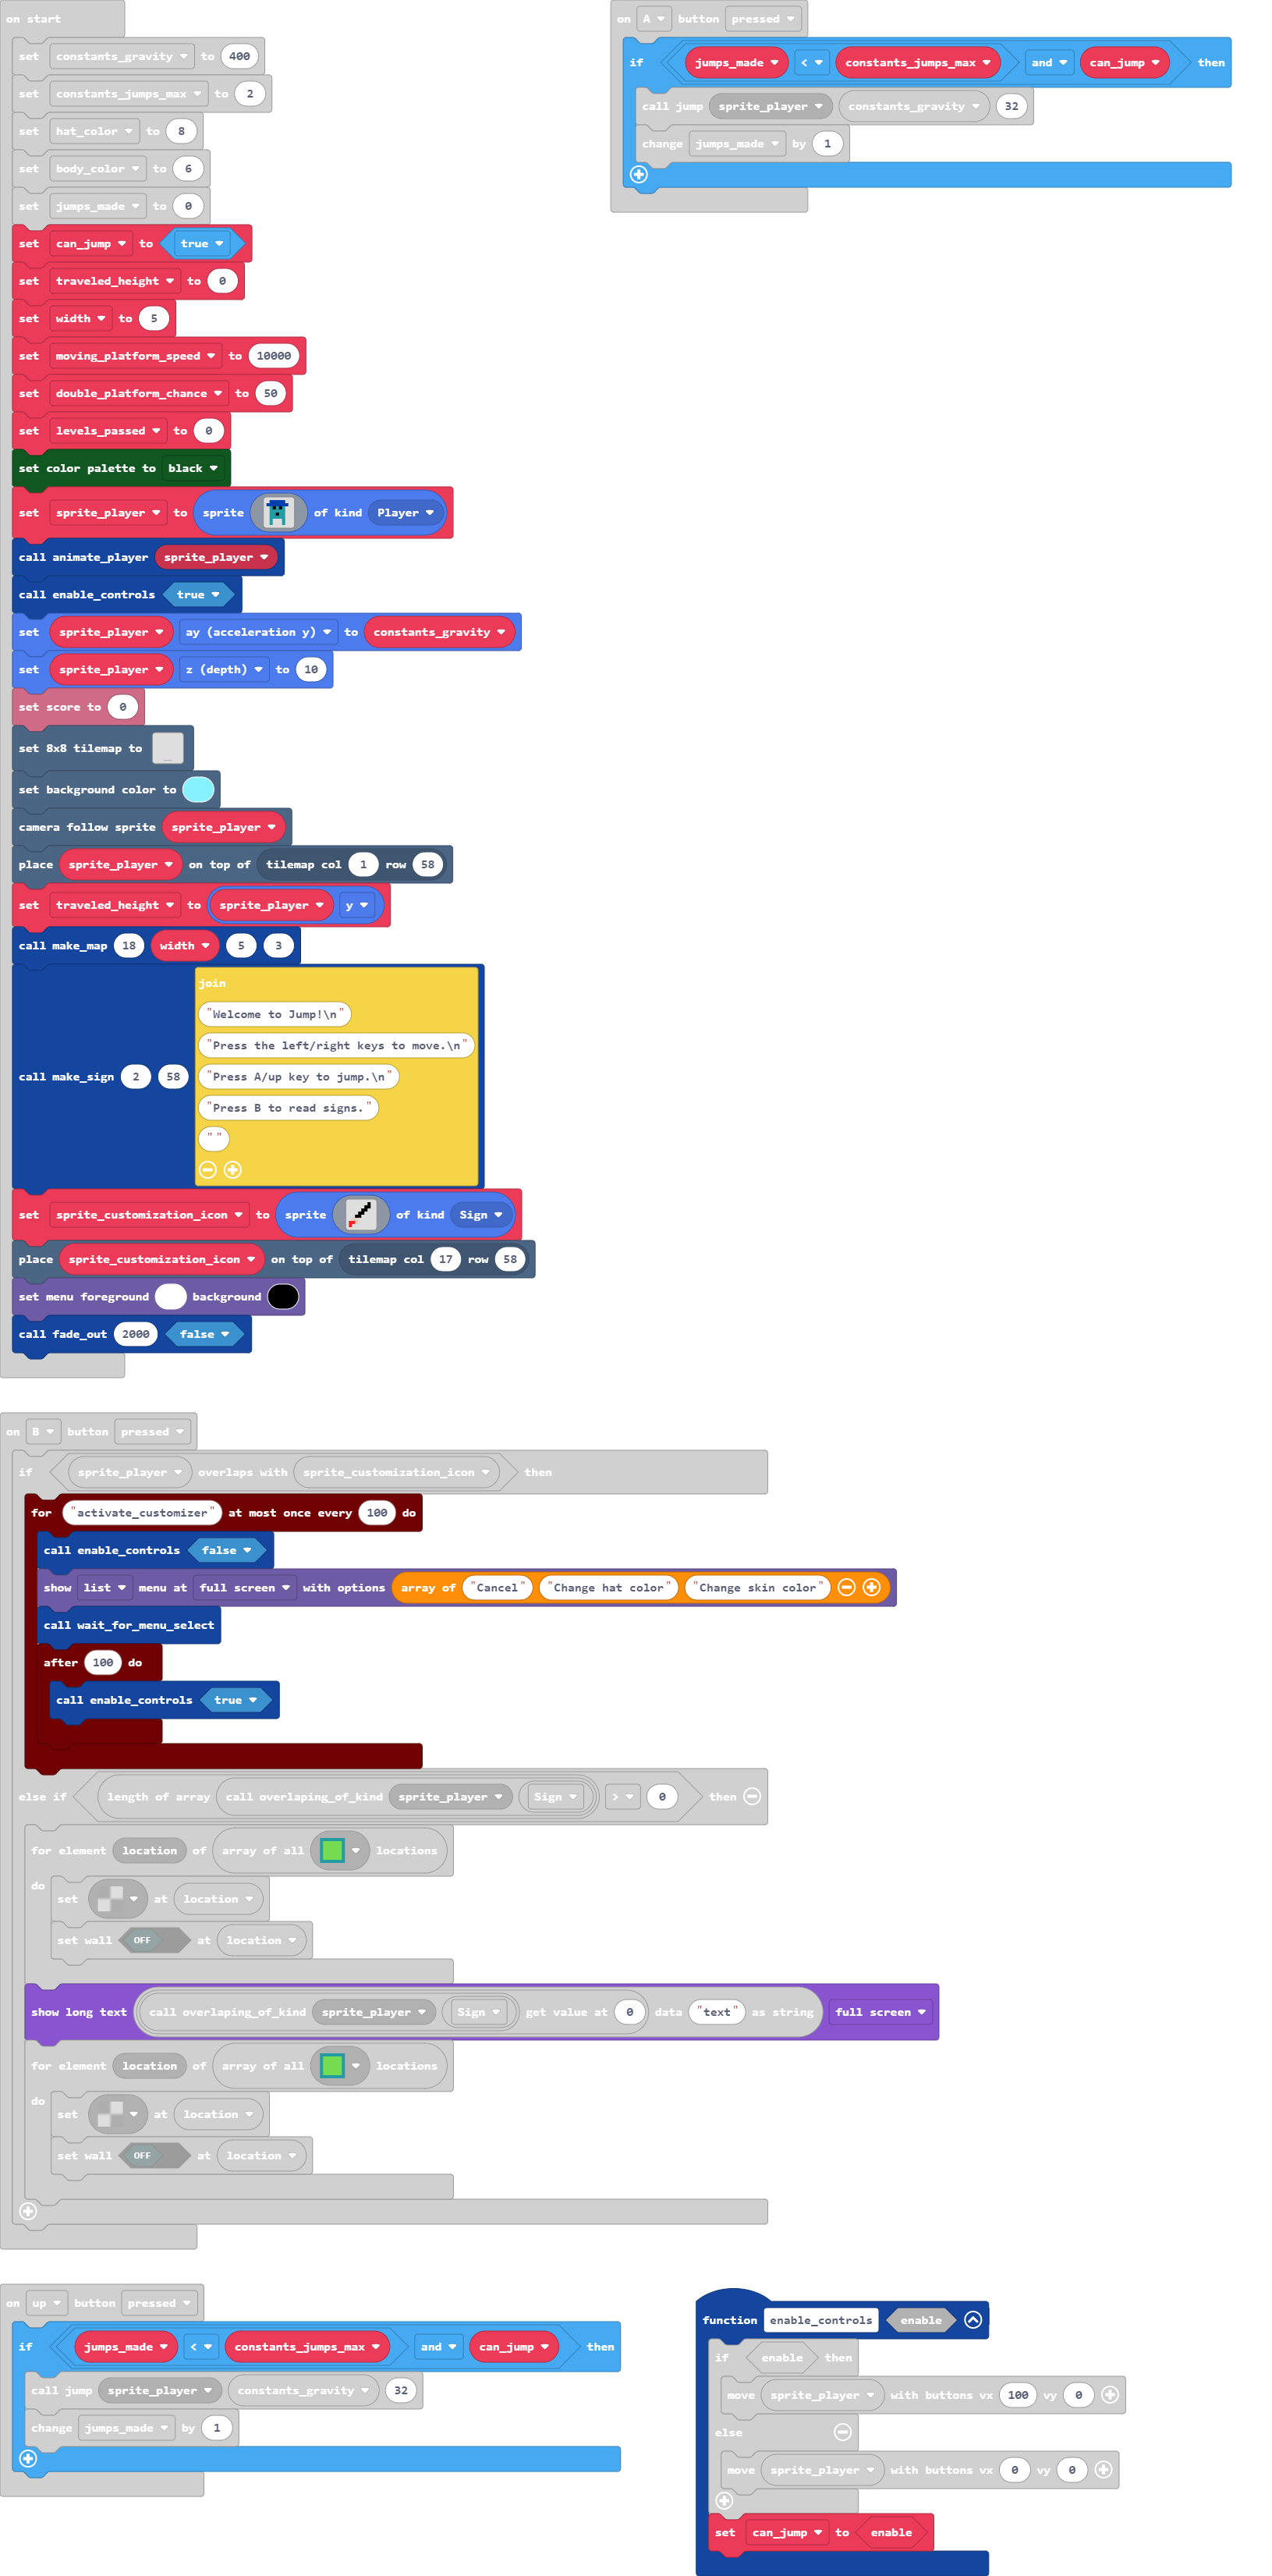 on start
set constants_gravity to 400
set constants_jumps_max to 2
set hat_color to 8
set body_color to 6
set jumps_made to 0
set can_jump to true
set traveled_height to 0
set width to 5
set moving_platform_speed to 10000
set double_platform_chance to 50
set levels_passed to 0
set color palette to black
set sprite_player to sprite of kind Player
call animate_player sprite_player
call enable_controls true
set sprite_player ay (acceleration y) to constants_gravity
set sprite_player z (depth) to 10
set score to 0
set 8x8 tilemap to
set background color to
camera follow sprite sprite_player
place sprite_player on top of tilemap col 1 row 58
set traveled_height to sprite_player y
call make_map 18 width 5 3
join
"Welcome to Jump!\n"
"Press the left/right keys to move.\n"
call make_sign 2 58 "Press A/up key to jump.\n"
"Press B to read signs."
""
set sprite_customization_icon to sprite of kind Sign
place sprite_customization_icon on top of tilemap col 17 row 58
set menu foreground background
call fade_out 2000 false
on A button pressed
if jumps_made < constants_jumps_max and can_jump then
call jump sprite_player constants_gravity 32
change jumps_made by 1
on B button pressed
if sprite_player overlaps with sprite_customization_icon then
for "activate_customizer" at most once every 100 do
call enable_controls false
show list menu at full screen with options array of "Cancel" "Change hat color" "Change skin color"
call wait_for_menu_select
after 100 do
call enable_controls true
else if length of array call overlaping_of_kind sprite_player Sign > 0 then
for element location of array of all locations
do set at location
set wall OFF at location
show long text call overlaping_of_kind sprite_player Sign get value at 0 data "text" as string full screen
for element location of array of all locations
do set at location
set wall OFF at location
on up button pressed
if jumps_made < constants_jumps_max and can_jump then
call jump sprite_player constants_gravity 32
change jumps_made by 1
function enable_controls enable
if enable then
move sprite_player with buttons vx 100 vy 0
else
move sprite_player with buttons vx 0 vy 0
set can_jump to enable